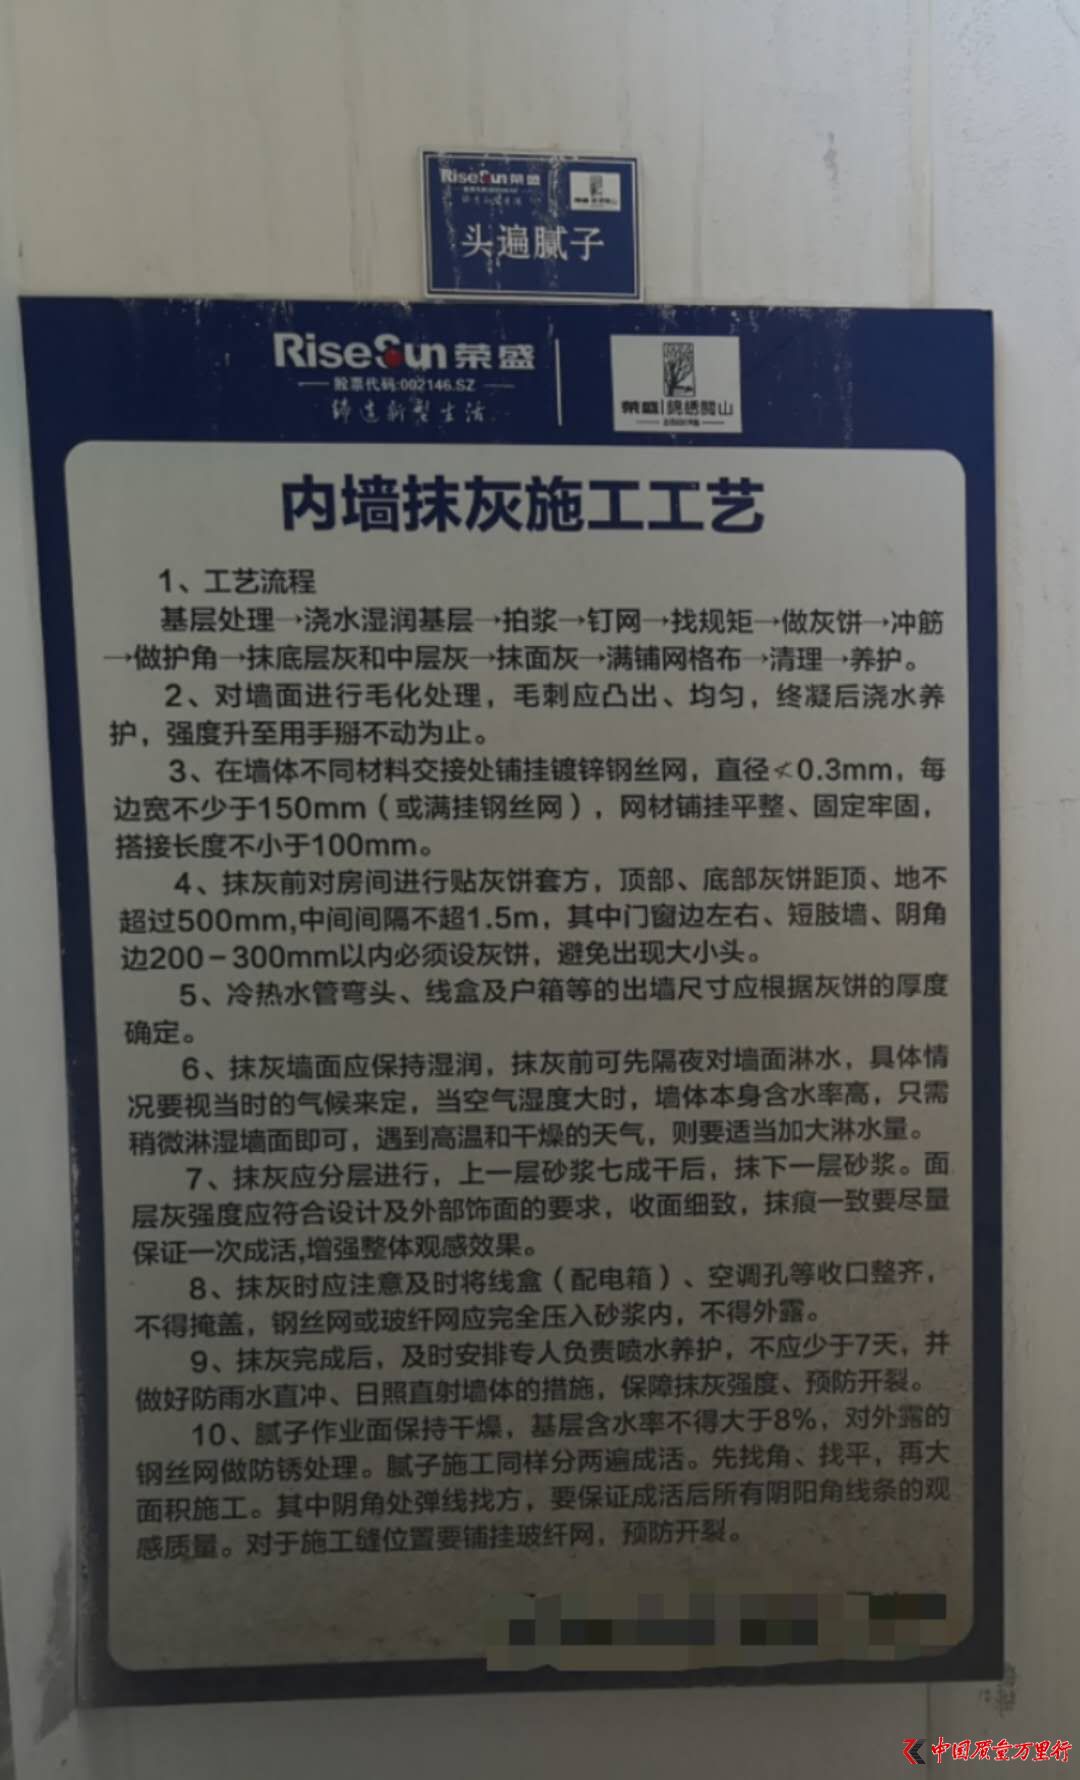 RiseSun 荣盛
头遍腻子
RiseSun 荣盛
股票代码:002146.SZ
缔造新型生活
荣盛
内墙抹灰施工工艺
1、工艺流程
基层处理→浇水湿润基层→拍浆→钉网→找规矩→做灰饼→冲筋
→做护角→抹底层灰和中层灰→抹面灰→满铺网格布→清理→养护。
2、对墙面进行毛化处理，毛刺应凸出、均匀，终凝后浇水养
护，强度升至用手掰不动为止。
3、在墙体不同材料交接处铺挂镀锌钢丝网，直径≮0.3mm，每
边宽不少于150mm（或满挂钢丝网），网材铺挂平整、固定牢固，
搭接长度不小于100mm。
4、抹灰前对房间进行贴灰饼套方，顶部、底部灰饼距顶、地不
超过500mm,中间间隔不超1.5m，其中门窗边左右、短肢墙、阴角
边200－300mm以内必须设灰饼，避免出现大小头。
5、冷热水管弯头、线盒及户箱等的出墙尺寸应根据灰饼的厚度
确定。
6、抹灰墙面应保持湿润，抹灰前可先隔夜对墙面淋水，具体情
况要视当时的气候来定，当空气湿度大时，墙体本身含水率高，只需
稍微淋湿墙面即可，遇到高温和干燥的天气，则要适当加大淋水量。
7、抹灰应分层进行，上一层砂浆七成干后，抹下一层砂浆。面
层灰强度应符合设计及外部饰面的要求，收面细致，抹痕一致要尽量
保证一次成活,增强整体观感效果。
8、抹灰时应注意及时将线盒（配电箱）、空调孔等收口整齐，
不得掩盖，钢丝网或玻纤网应完全压入砂浆内，不得外露。
9、抹灰完成后，及时安排专人负责喷水养护，不应少于7天，并
做好防雨水直冲、日照直射墙体的措施，保障抹灰强度、预防开裂。
10、腻子作业面保持干燥，基层含水率不得大于8%，对外露的
钢丝网做防锈处理。腻子施工同样分两遍成活。先找角、找平，再大
面积施工。其中阴角处弹线找方，要保证成活后所有阴阳角线条的观
感质量。对于施工缝位置要铺挂玻纤网，预防开裂。
中国质量万里行